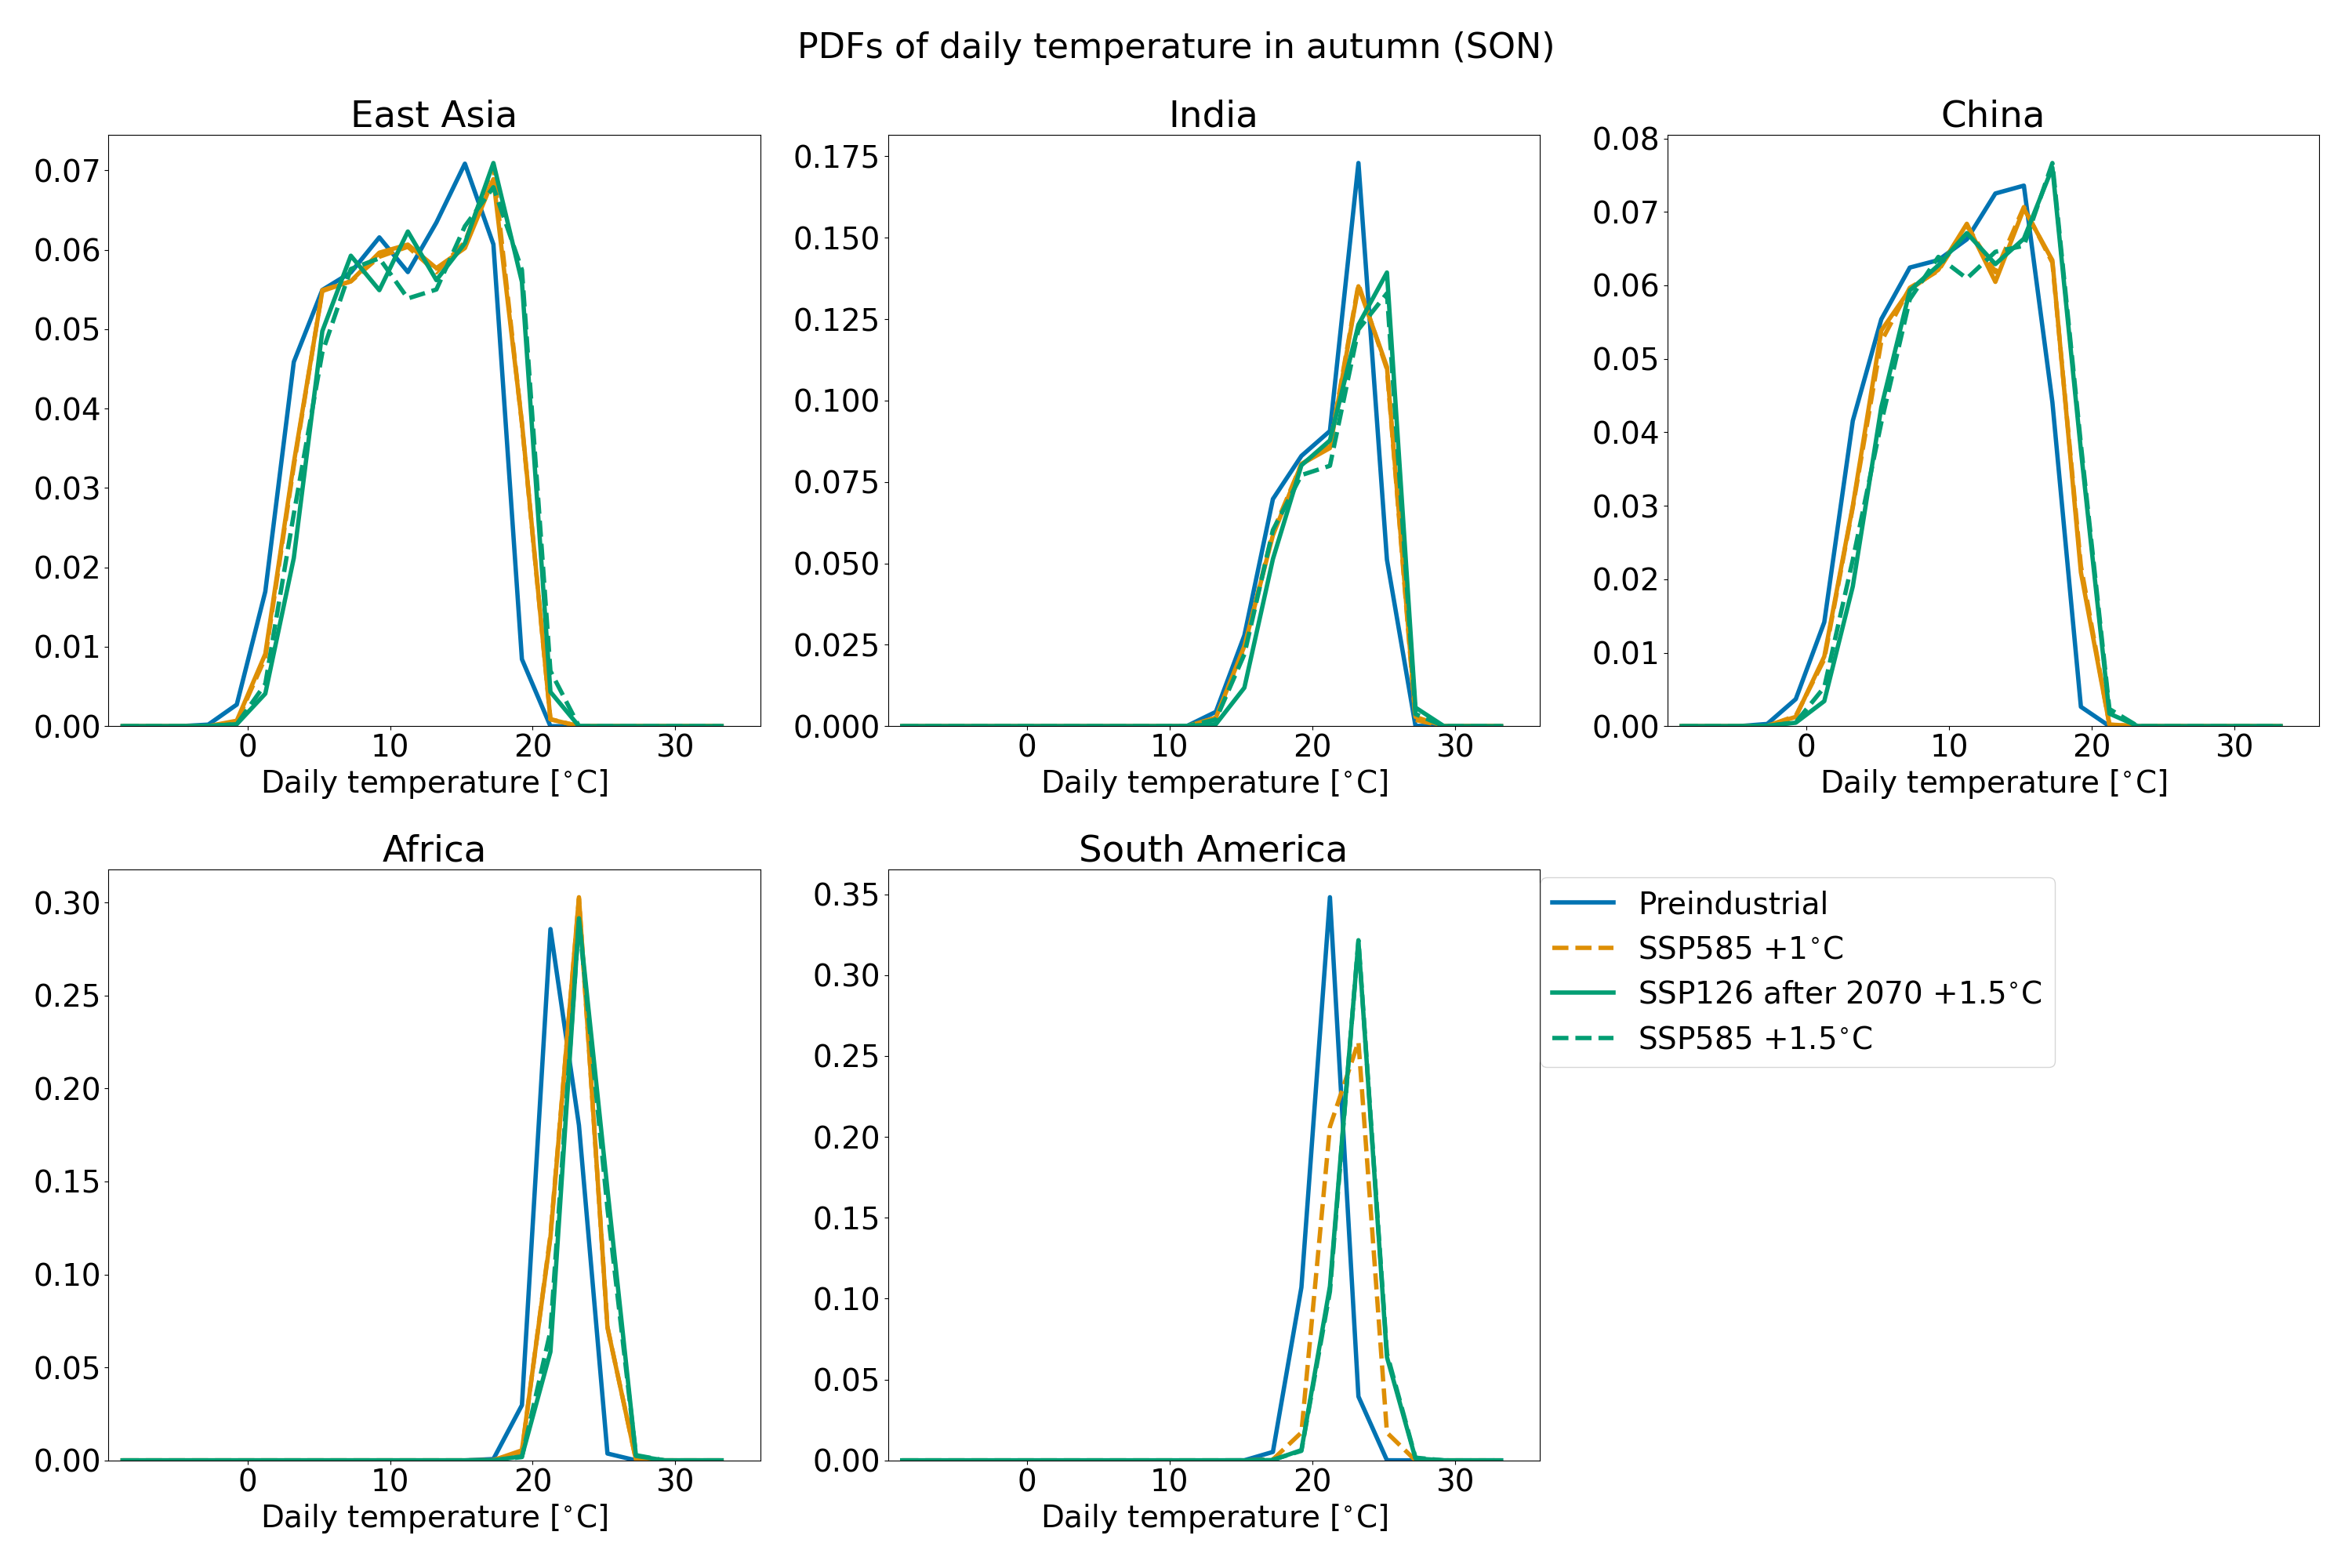 PDFs of daily temperature in autumn (SON)
East Asia
0.07
0.06
0.05
0.04
0.03
0.02
0.01
0.00
0 10 20 30
Daily temperature [°C]
India
0.175
0.150
0.125
0.100
0.075
0.050
0.025
0.000
0 10 20 30
Daily temperature [°C]
China
0.08
0.07
0.06
0.05
0.04
0.03
0.02
0.01
0.00
0 10 20 30
Daily temperature [°C]
Africa
0.30
0.25
0.20
0.15
0.10
0.05
0.00
0 10 20 30
Daily temperature [°C]
South America
0.35
0.30
0.25
0.20
0.15
0.10
0.05
0.00
0 10 20 30
Daily temperature [°C]
Preindustrial
SSP585 +1°C
SSP126 after 2070 +1.5°C
SSP585 +1.5°C